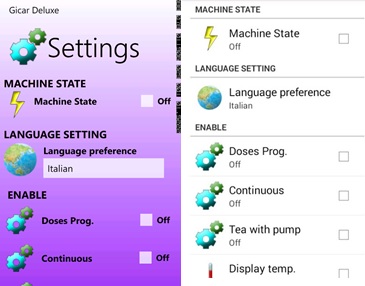 Gicar Deluxe
Settings
MACHINE STATE
Machine State
Off
LANGUAGE SETTING
Language preference
Italian
ENABLE
Doses Prog.
Off
Continuous
Off
MACHINE STATE
Machine State
Off
LANGUAGE SETTING
Language preference
Italian
ENABLE
Doses Prog.
Off
Continuous
Off
Tea with pump
Off
Display temp.